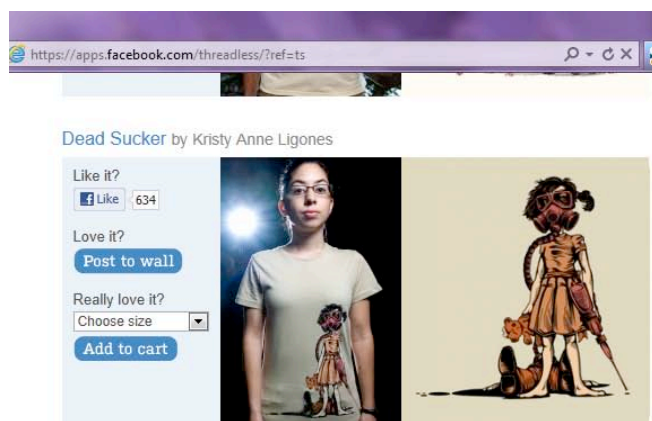 https://apps.facebook.com/threadless/?ref=ts
Dead Sucker by Kristy Anne Ligones
Like it?
Like 634
Love it?
Post to wall
Really love it?
Choose size
Add to cart